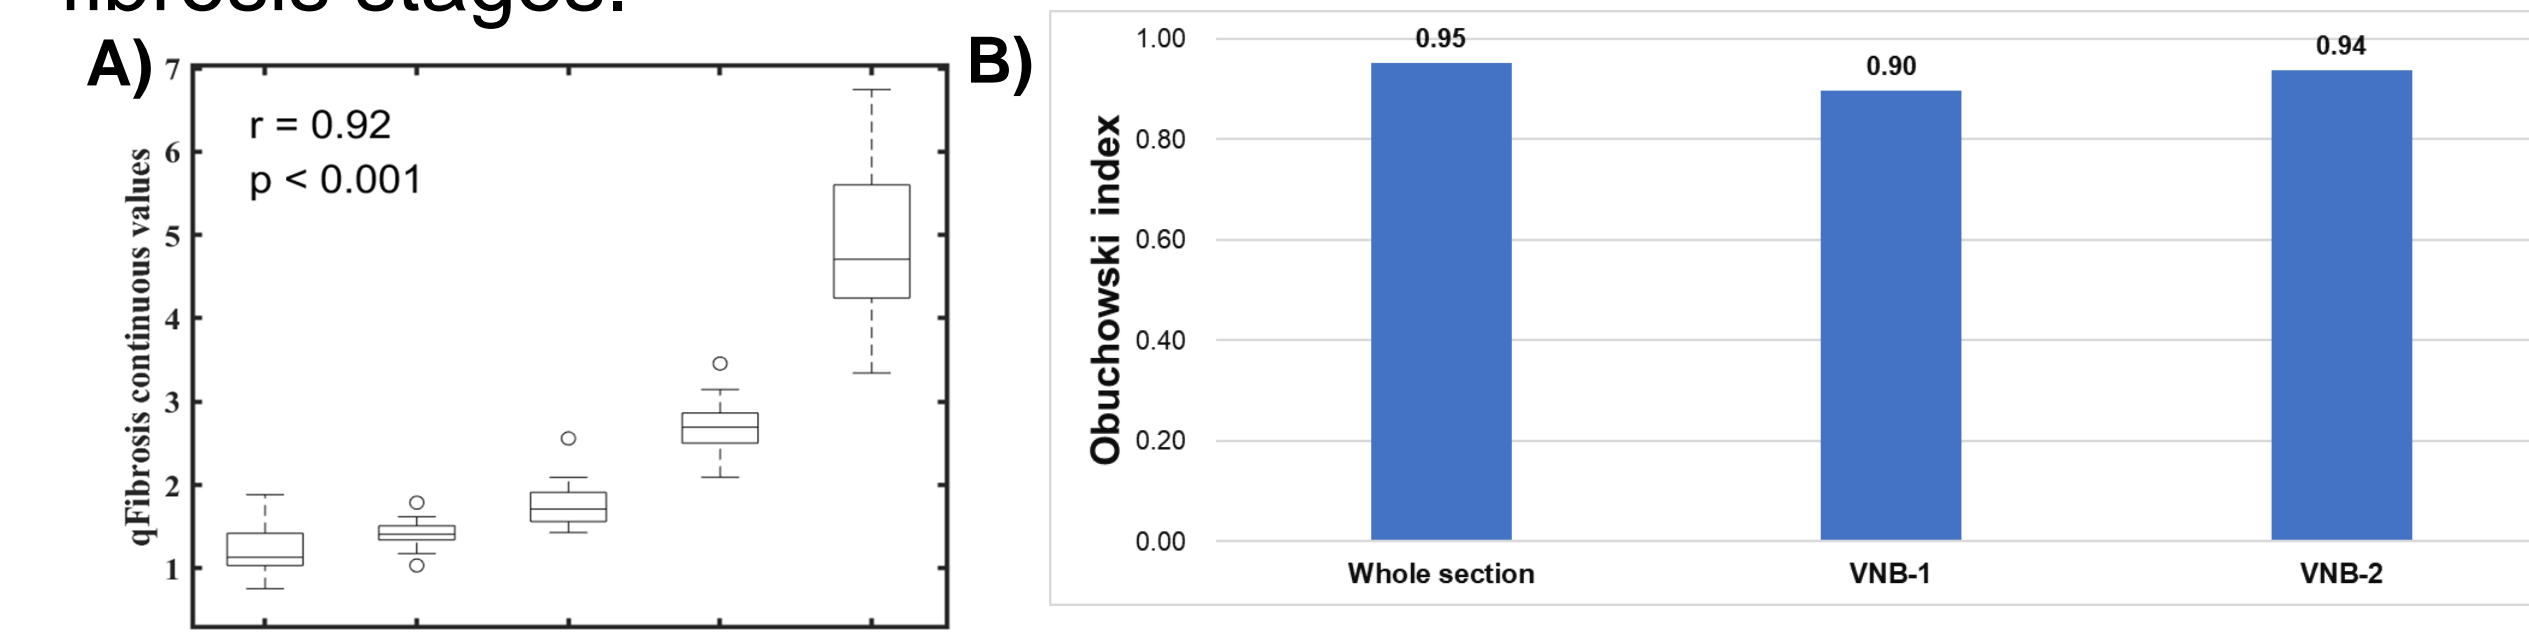 fibrosis stages.
A)
7
6
5
4
3
2
1
qFibrosis continuous values
r = 0.92
p < 0.001
B)
1.00
0.80
0.60
0.40
0.20
0.00
Obuchowski index
0.95
0.90
0.94
Whole section
VNB-1
VNB-2